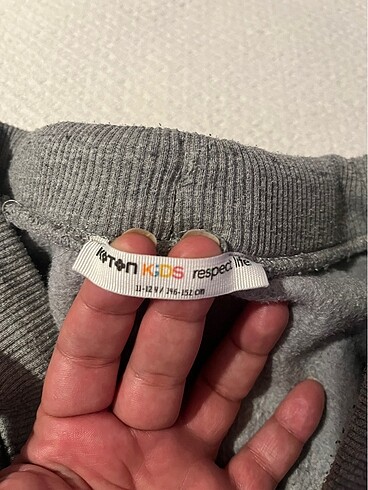 KOTON KIDS respect life
11-12 Y / 146-152 cm